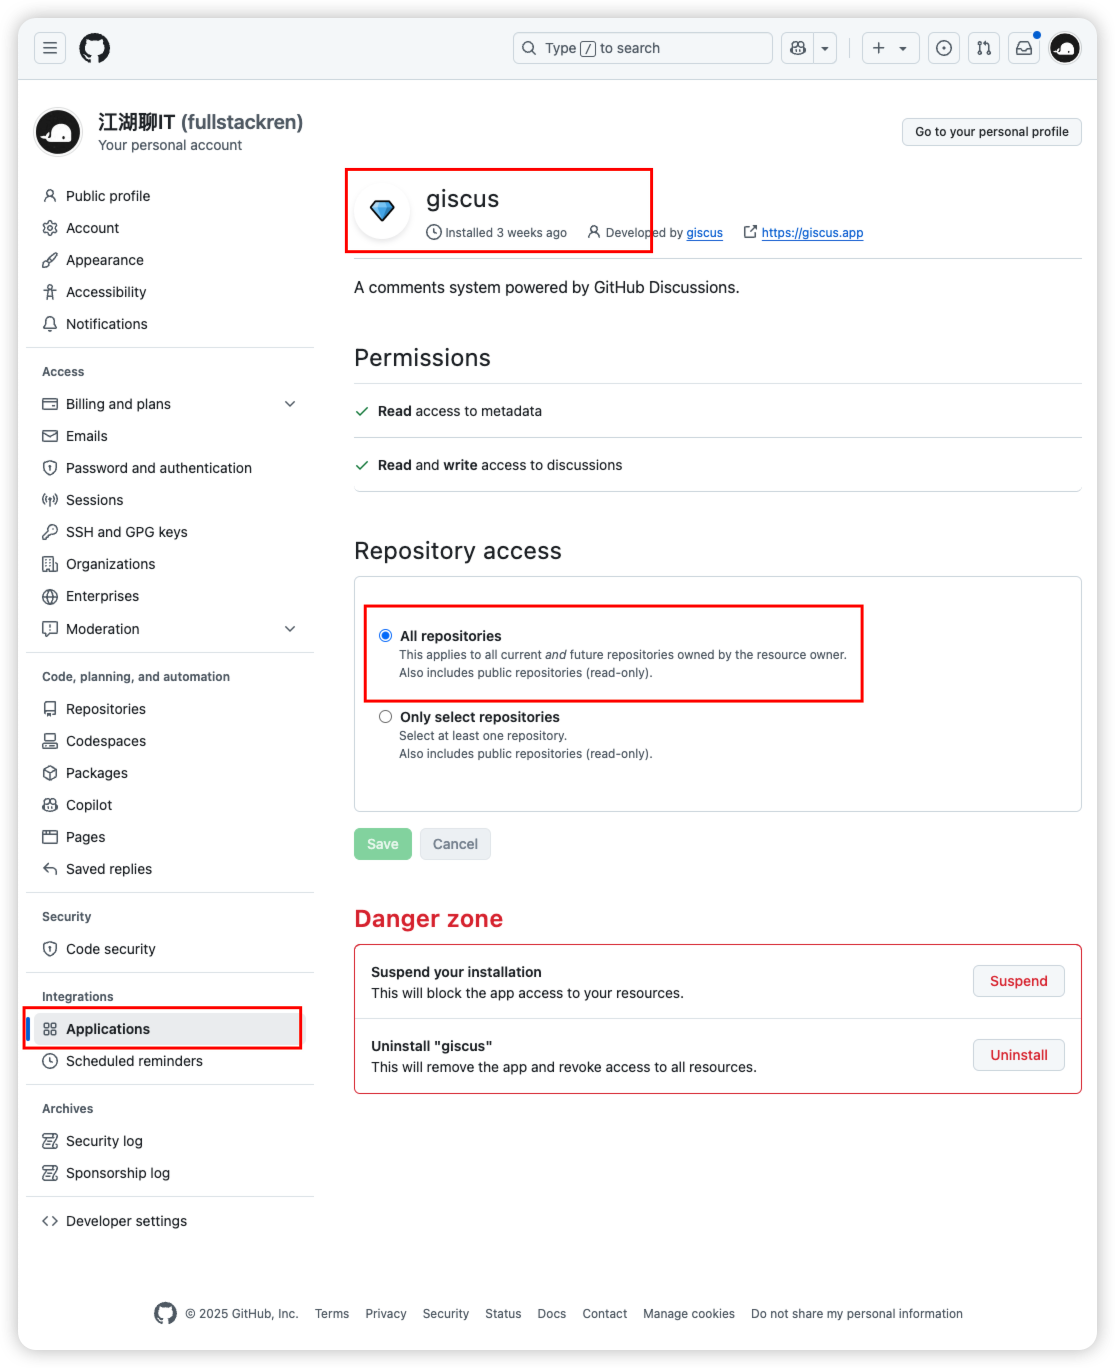 Type / to search
江湖聊IT (fullstackren)
Your personal account
Go to your personal profile
Public profile
Account
Appearance
Accessibility
Notifications
Access
Billing and plans
Emails
Password and authentication
Sessions
SSH and GPG keys
Organizations
Enterprises
Moderation
Code, planning, and automation
Repositories
Codespaces
Packages
Copilot
Pages
Saved replies
Security
Code security
Integrations
Applications
Scheduled reminders
Archives
Security log
Sponsorship log
Developer settings
giscus
Installed 3 weeks ago Developed by giscus https://giscus.app
A comments system powered by GitHub Discussions.
Permissions
Read access to metadata
Read and write access to discussions
Repository access
All repositories
This applies to all current and future repositories owned by the resource owner.
Also includes public repositories (read-only).
Only select repositories
Select at least one repository.
Also includes public repositories (read-only).
Save Cancel
Danger zone
Suspend your installation
This will block the app access to your resources.
Suspend
Uninstall "giscus"
This will remove the app and revoke access to all resources.
Uninstall
© 2025 GitHub, Inc. Terms Privacy Security Status Docs Contact Manage cookies Do not share my personal information